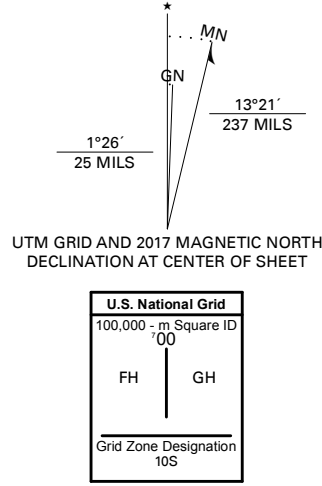 ★
MN
GN
1°26´
25 MILS
13°21´
237 MILS
UTM GRID AND 2017 MAGNETIC NORTH
DECLINATION AT CENTER OF SHEET
U.S. National Grid
100,000 - m Square ID
⁷00
FH
GH
Grid Zone Designation
10S